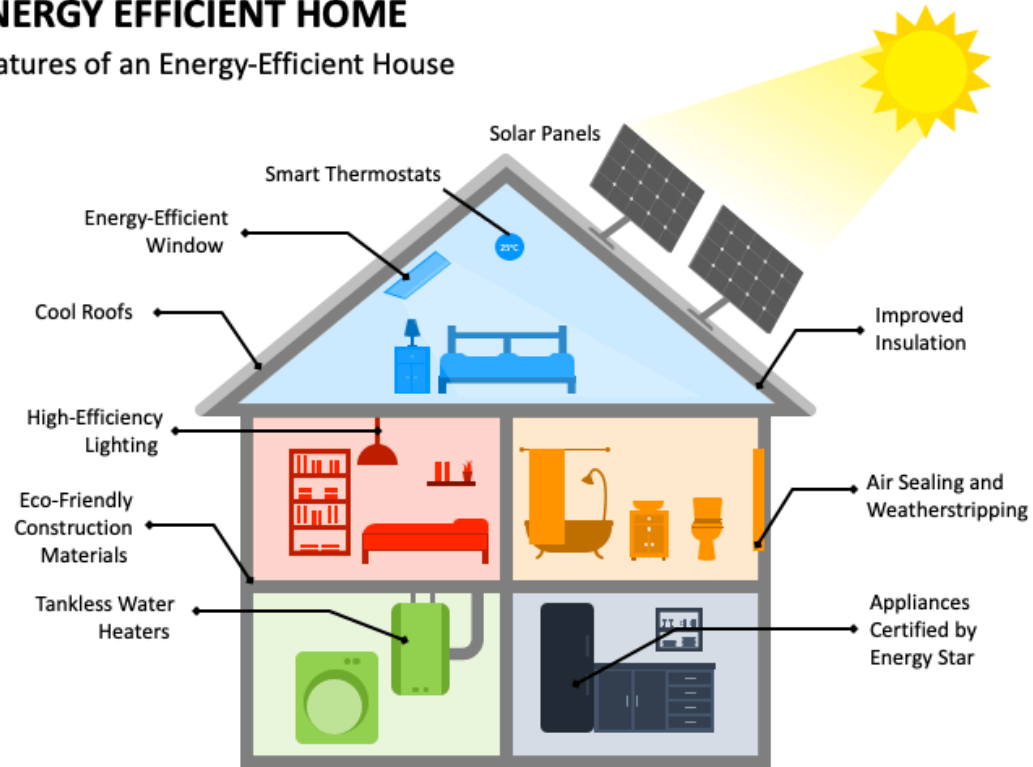 NERGY EFFICIENT HOME
atures of an Energy-Efficient House
Solar Panels
Smart Thermostats
25°C
Energy-Efficient
Window
Cool Roofs
Improved
Insulation
High-Efficiency
Lighting
Air Sealing and
Weatherstripping
Eco-Friendly
Construction
Materials
Tankless Water
Heaters
Appliances
Certified by
Energy Star